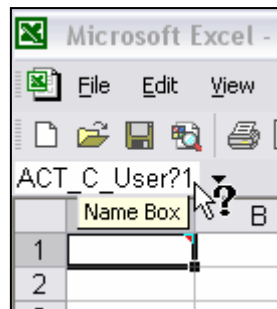 Microsoft Excel -
File Edit View
ACT_C_User?1
Name Box
B
1
2